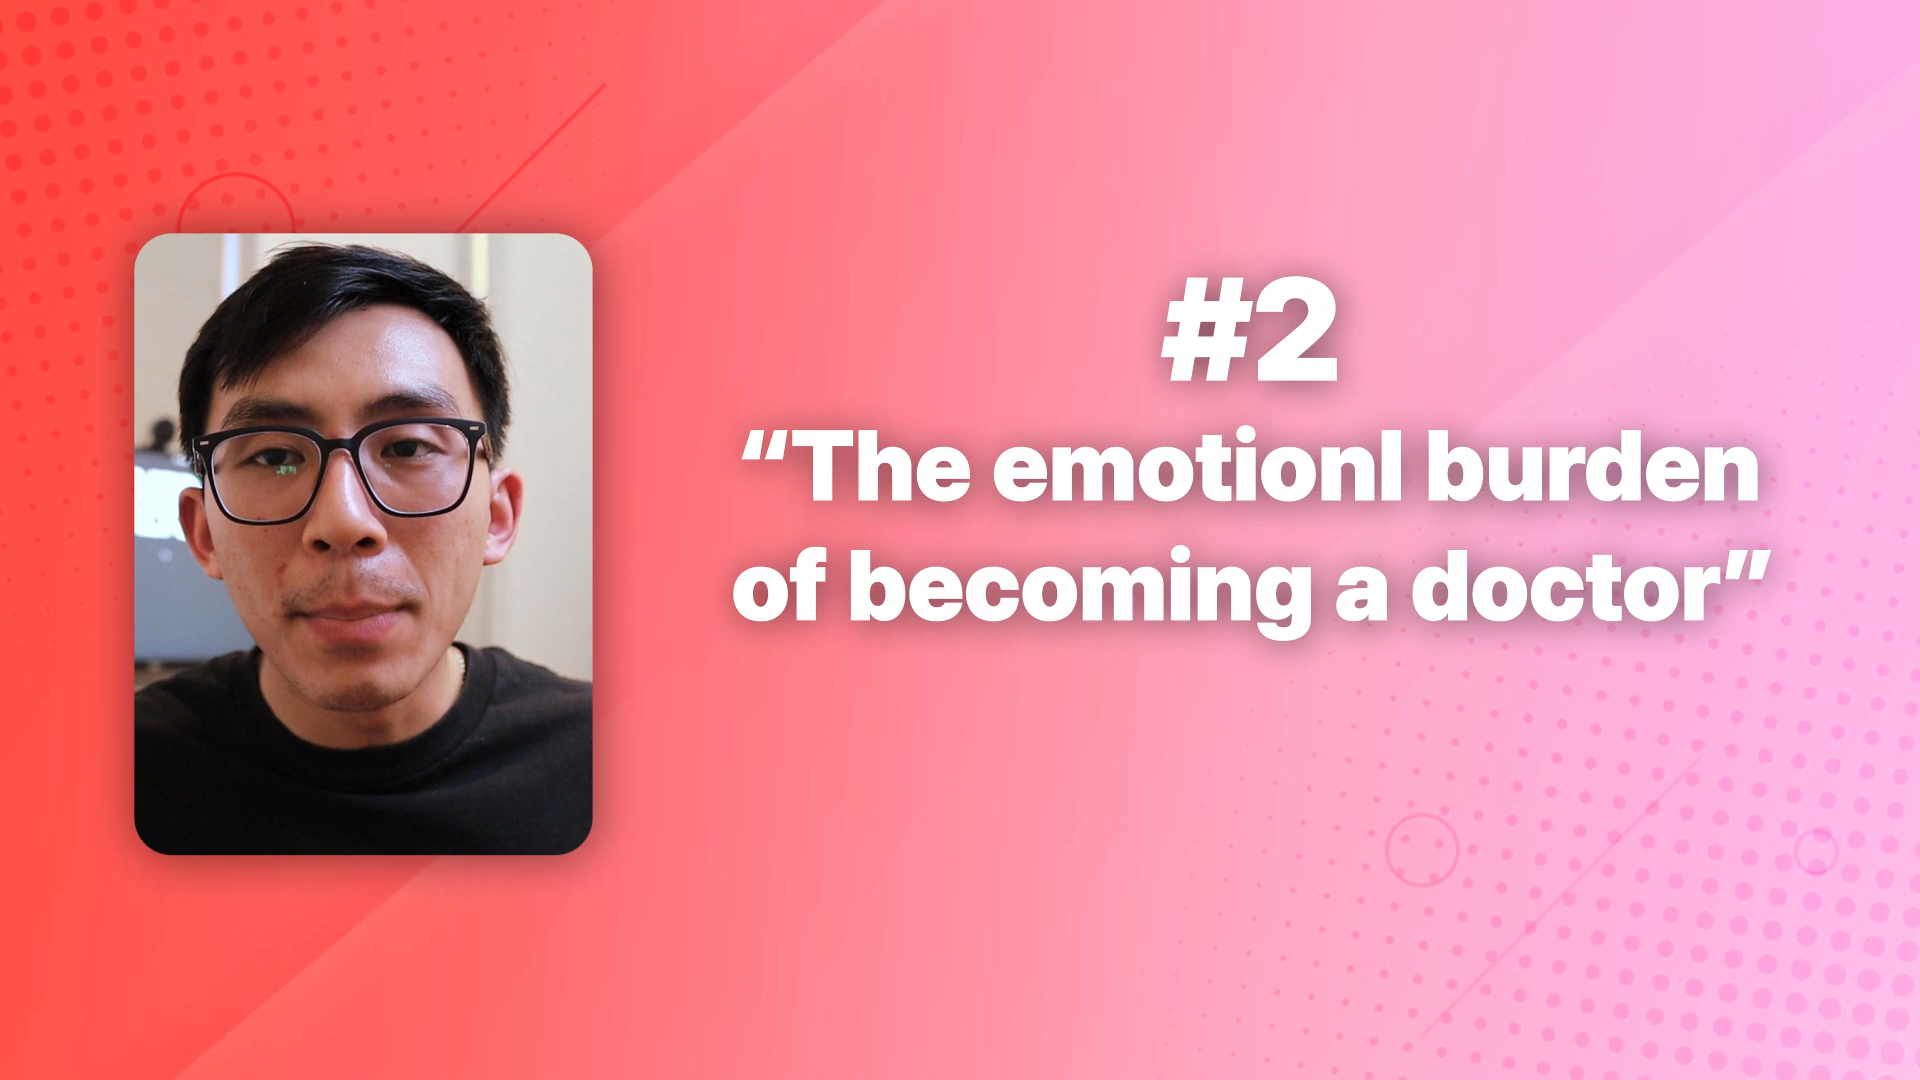 #2
“The emotionl burden
of becoming a doctor”